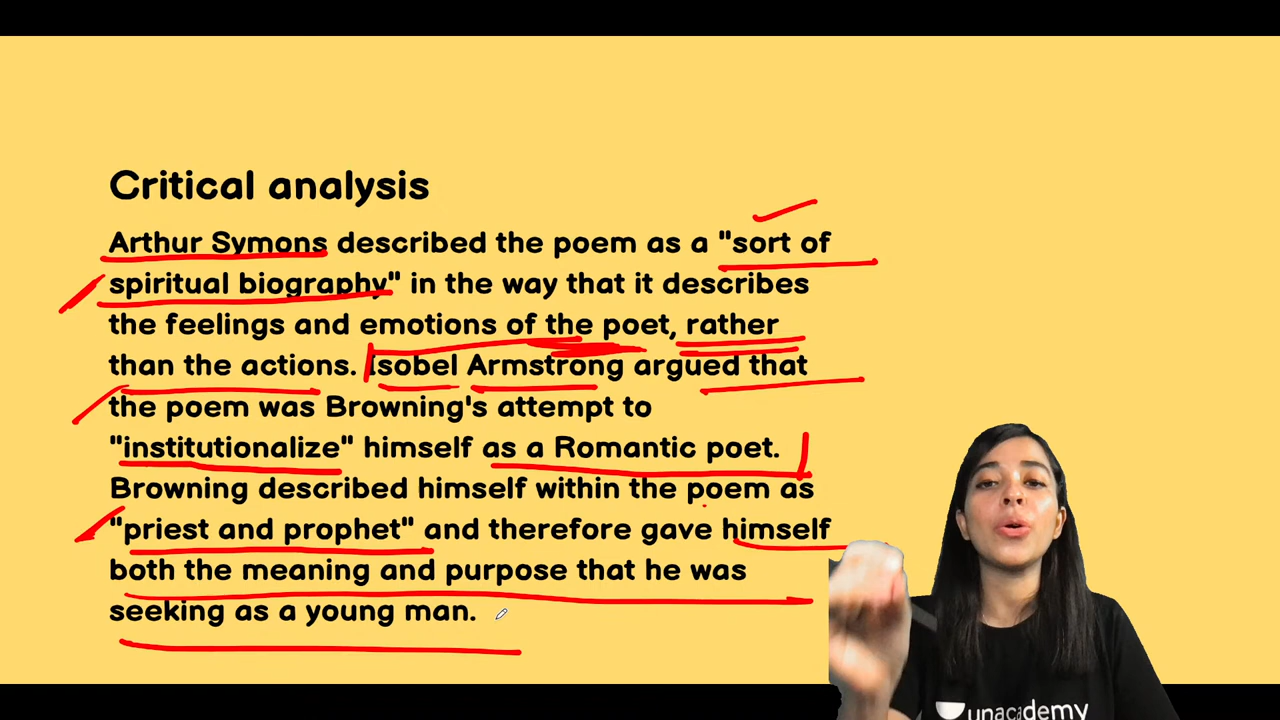 Critical analysis
Arthur Symons described the poem as a "sort of
spiritual biography" in the way that it describes
the feelings and emotions of the poet, rather
than the actions. Isobel Armstrong argued that
the poem was Browning's attempt to
"institutionalize" himself as a Romantic poet.
Browning described himself within the poem as
"priest and prophet" and therefore gave himself
both the meaning and purpose that he was
seeking as a young man.
unacademy